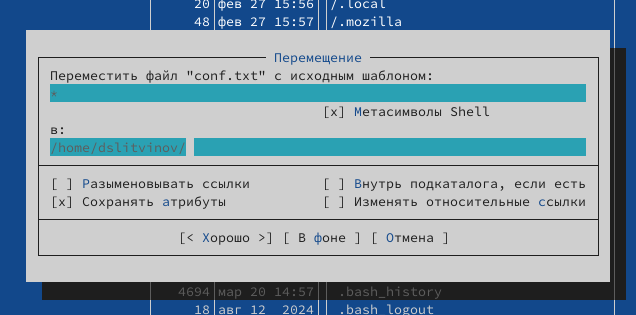 20 фев 27 15:56 /.local
48 фев 27 15:57 /.mozilla
Перемещение
Переместить файл "conf.txt" с исходным шаблоном:
*
[x] Метасимволы Shell
в:
/home/dslitvinov/
[ ] Разыменовывать ссылки [ ] Внутрь подкаталога, если есть
[x] Сохранять атрибуты [ ] Изменять относительные ссылки
[< Хорошо >] [ В фоне ] [ Отмена ]
4694 мар 20 14:57 .bash_history
18 авг 12 2024 .bash_logout